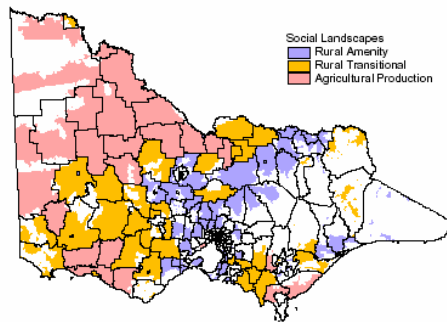 Social Landscapes
Rural Amenity
Rural Transitional
Agricultural Production